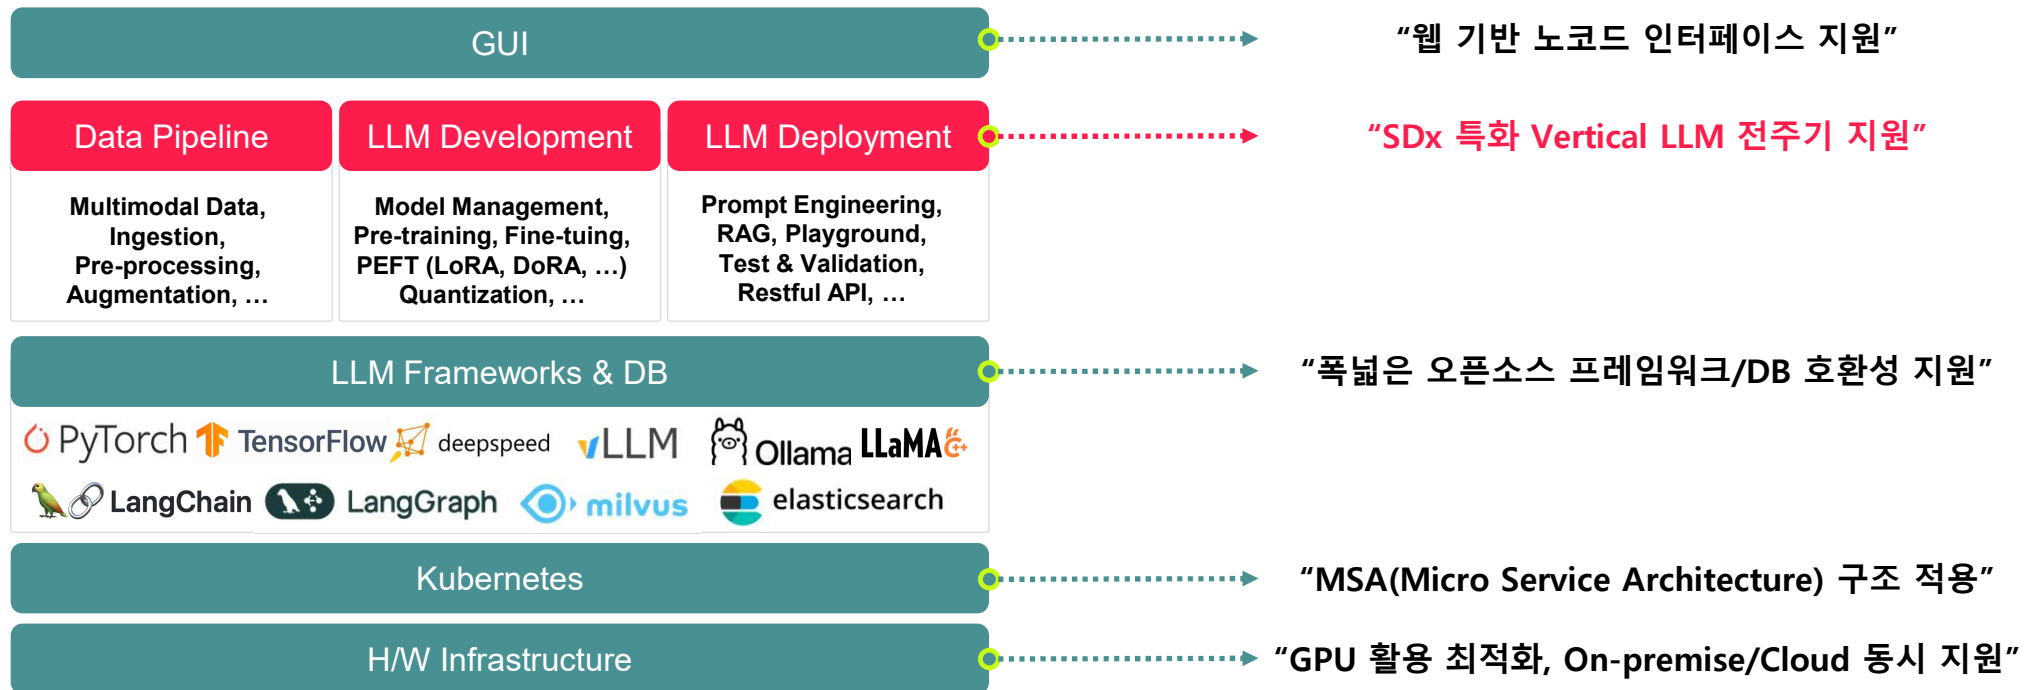 GUI
“웹 기반 노코드 인터페이스 지원”
Data Pipeline
LLM Development
LLM Deployment
“SDx 특화 Vertical LLM 전주기 지원”
Multimodal Data,
Ingestion,
Pre-processing,
Augmentation, …
Model Management,
Pre-training, Fine-tuing,
PEFT (LoRA, DoRA, …)
Quantization, …
Prompt Engineering,
RAG, Playground,
Test & Validation,
Restful API, …
LLM Frameworks & DB
“폭넓은 오픈소스 프레임워크/DB 호환성 지원”
PyTorch
TensorFlow
deepspeed
vLLM
Ollama
LLaMA C++
LangChain
LangGraph
milvus
elasticsearch
Kubernetes
“MSA(Micro Service Architecture) 구조 적용”
H/W Infrastructure
“GPU 활용 최적화, On-premise/Cloud 동시 지원”